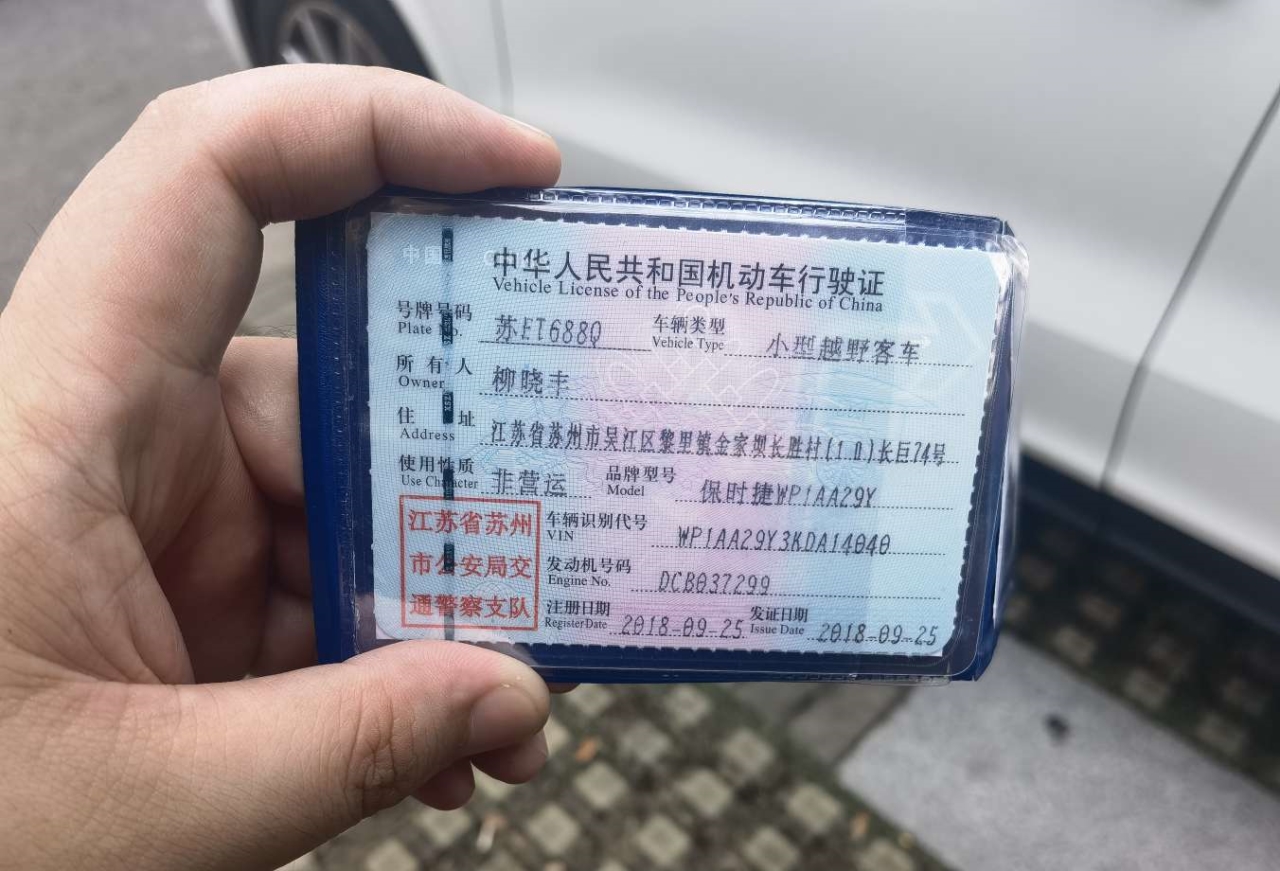 中华人民共和国机动车行驶证
Vehicle License of the People's Republic of China
号牌号码 苏ET688Q 车辆类型 小型越野客车
Plate No. Vehicle Type
所有人 柳晓丰
Owner
住址 江苏省苏州市吴江区黎里镇金家坝长胜村(10)长巨74号
Address
使用性质 非营运 品牌型号 保时捷WP1AA29Y
Use Character Model
江苏省苏州
市公安局交
通警察支队
车辆识别代号 WP1AA29Y3KDA14040
VIN
发动机号码 DCB037299
Engine No.
注册日期 2018-09-25 发证日期 2018-09-25
Register Date Issue Date